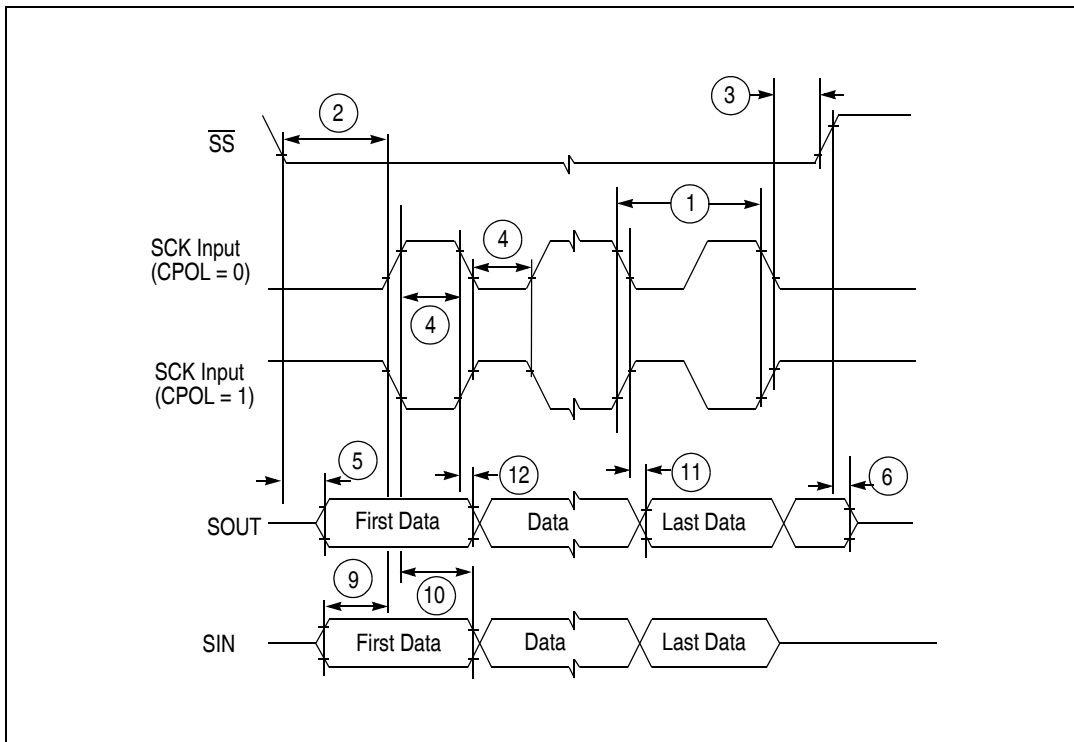 3
2
SS
1
4
SCK Input
(CPOL = 0)
4
SCK Input
(CPOL = 1)
5
12
11
6
SOUT
First Data
Data
Last Data
9
10
SIN
First Data
Data
Last Data